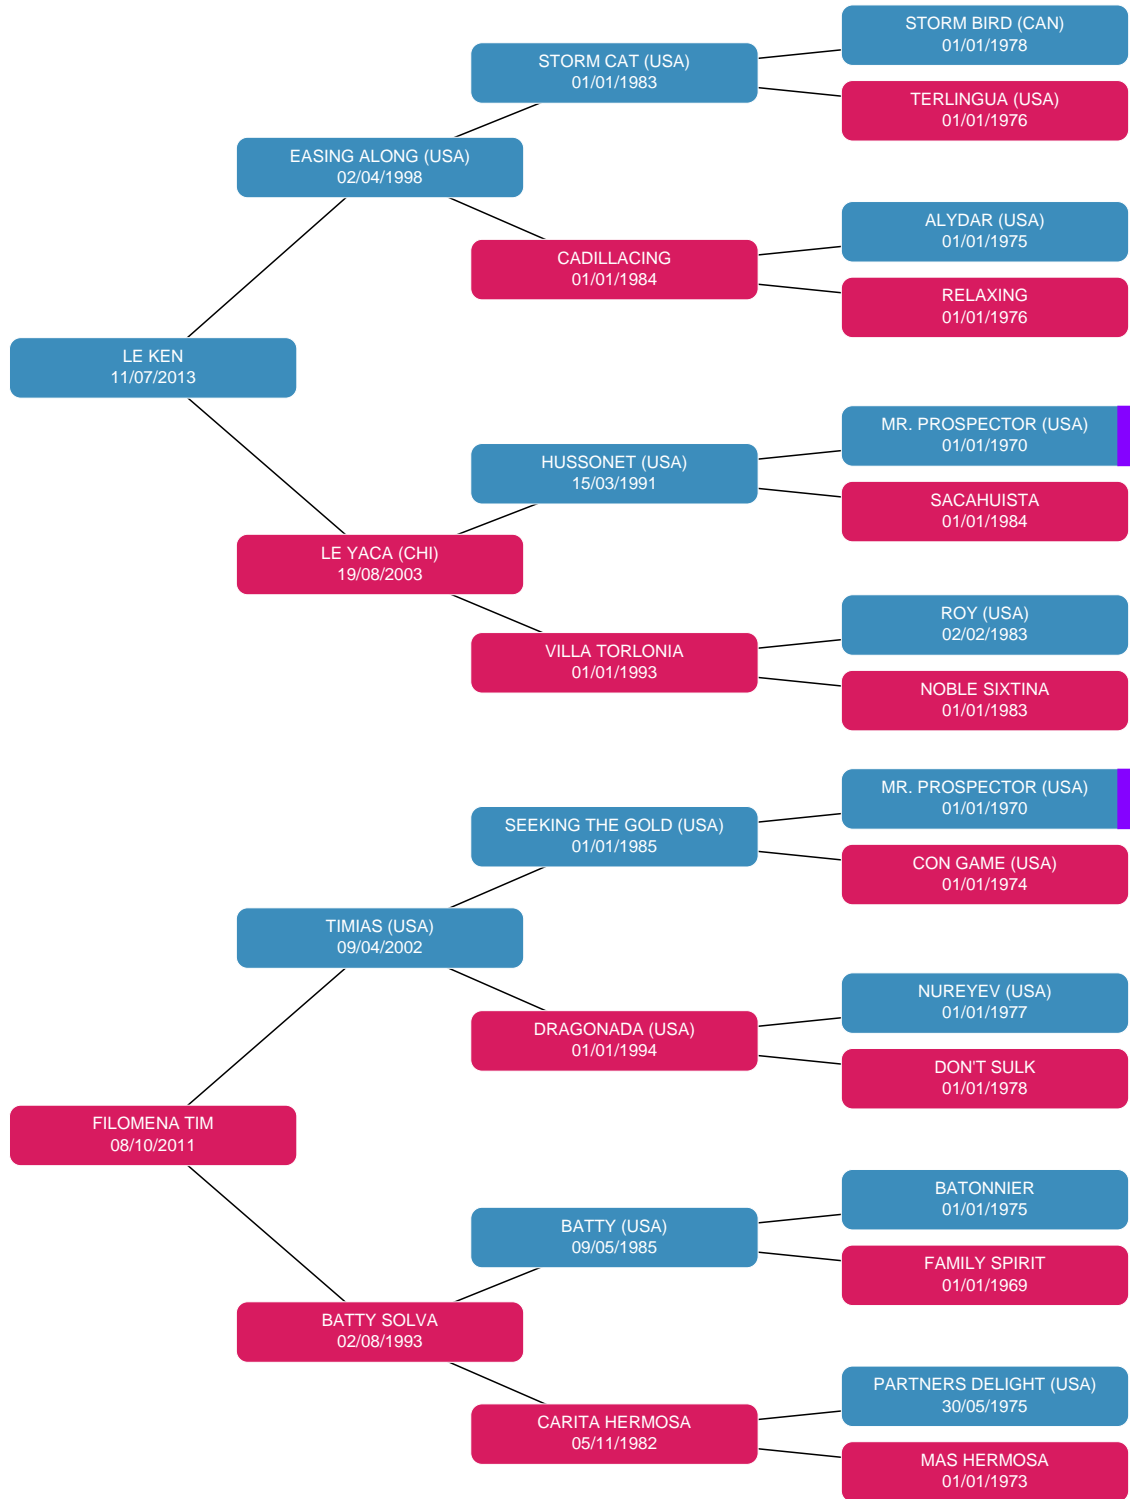 STORM BIRD (CAN)
01/01/1978
STORM CAT (USA)
01/01/1983
TERLINGUA (USA)
01/01/1976
EASING ALONG (USA)
02/04/1998
ALYDAR (USA)
01/01/1975
CADILLACING
01/01/1984
RELAXING
01/01/1976
LE KEN
11/07/2013
MR. PROSPECTOR (USA)
01/01/1970
HUSSONET (USA)
15/03/1991
SACAHUISTA
01/01/1984
LE YACA (CHI)
19/08/2003
ROY (USA)
02/02/1983
VILLA TORLONIA
01/01/1993
NOBLE SIXTINA
01/01/1983
MR. PROSPECTOR (USA)
01/01/1970
SEEKING THE GOLD (USA)
01/01/1985
CON GAME (USA)
01/01/1974
TIMIAS (USA)
09/04/2002
NUREYEV (USA)
01/01/1977
DRAGONADA (USA)
01/01/1994
DON'T SULK
01/01/1978
FILOMENA TIM
08/10/2011
BATONNIER
01/01/1975
BATTY (USA)
09/05/1985
FAMILY SPIRIT
01/01/1969
BATTY SOLVA
02/08/1993
PARTNERS DELIGHT (USA)
30/05/1975
CARITA HERMOSA
05/11/1982
MAS HERMOSA
01/01/1973